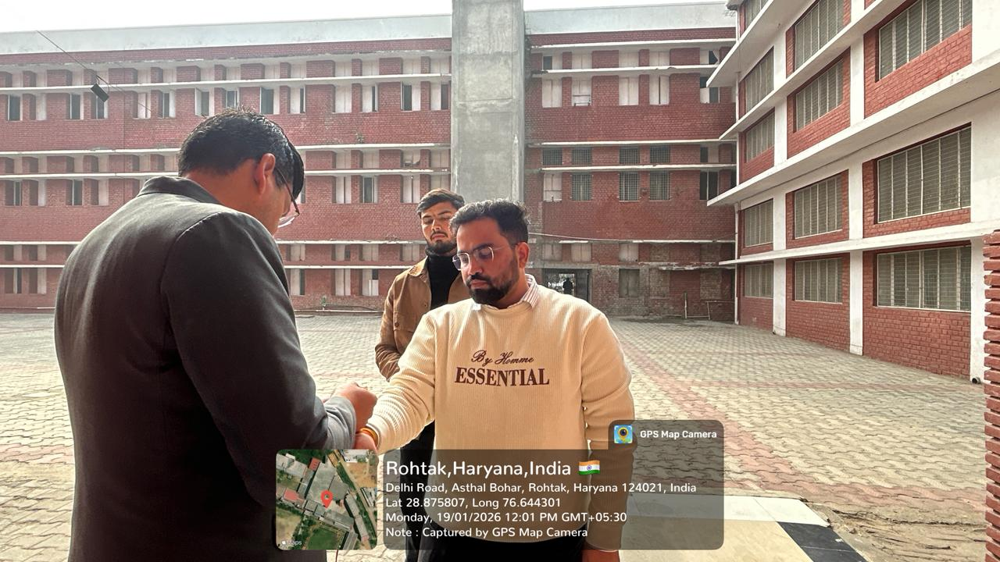 By Homme
ESSENTIAL
GPS Map Camera
Rohtak,Haryana,India 🇮🇳
Delhi Road, Asthal Bohar, Rohtak, Haryana 124021, India
Lat 28.875807, Long 76.644301
Monday, 19/01/2026 12:01 PM GMT+05:30
Note : Captured by GPS Map Camera
Maps